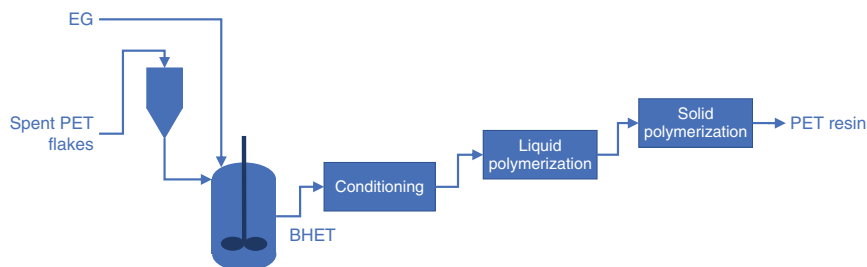 EG
Spent PET
flakes
BHET
Conditioning
Liquid
polymerization
Solid
polymerization
PET resin